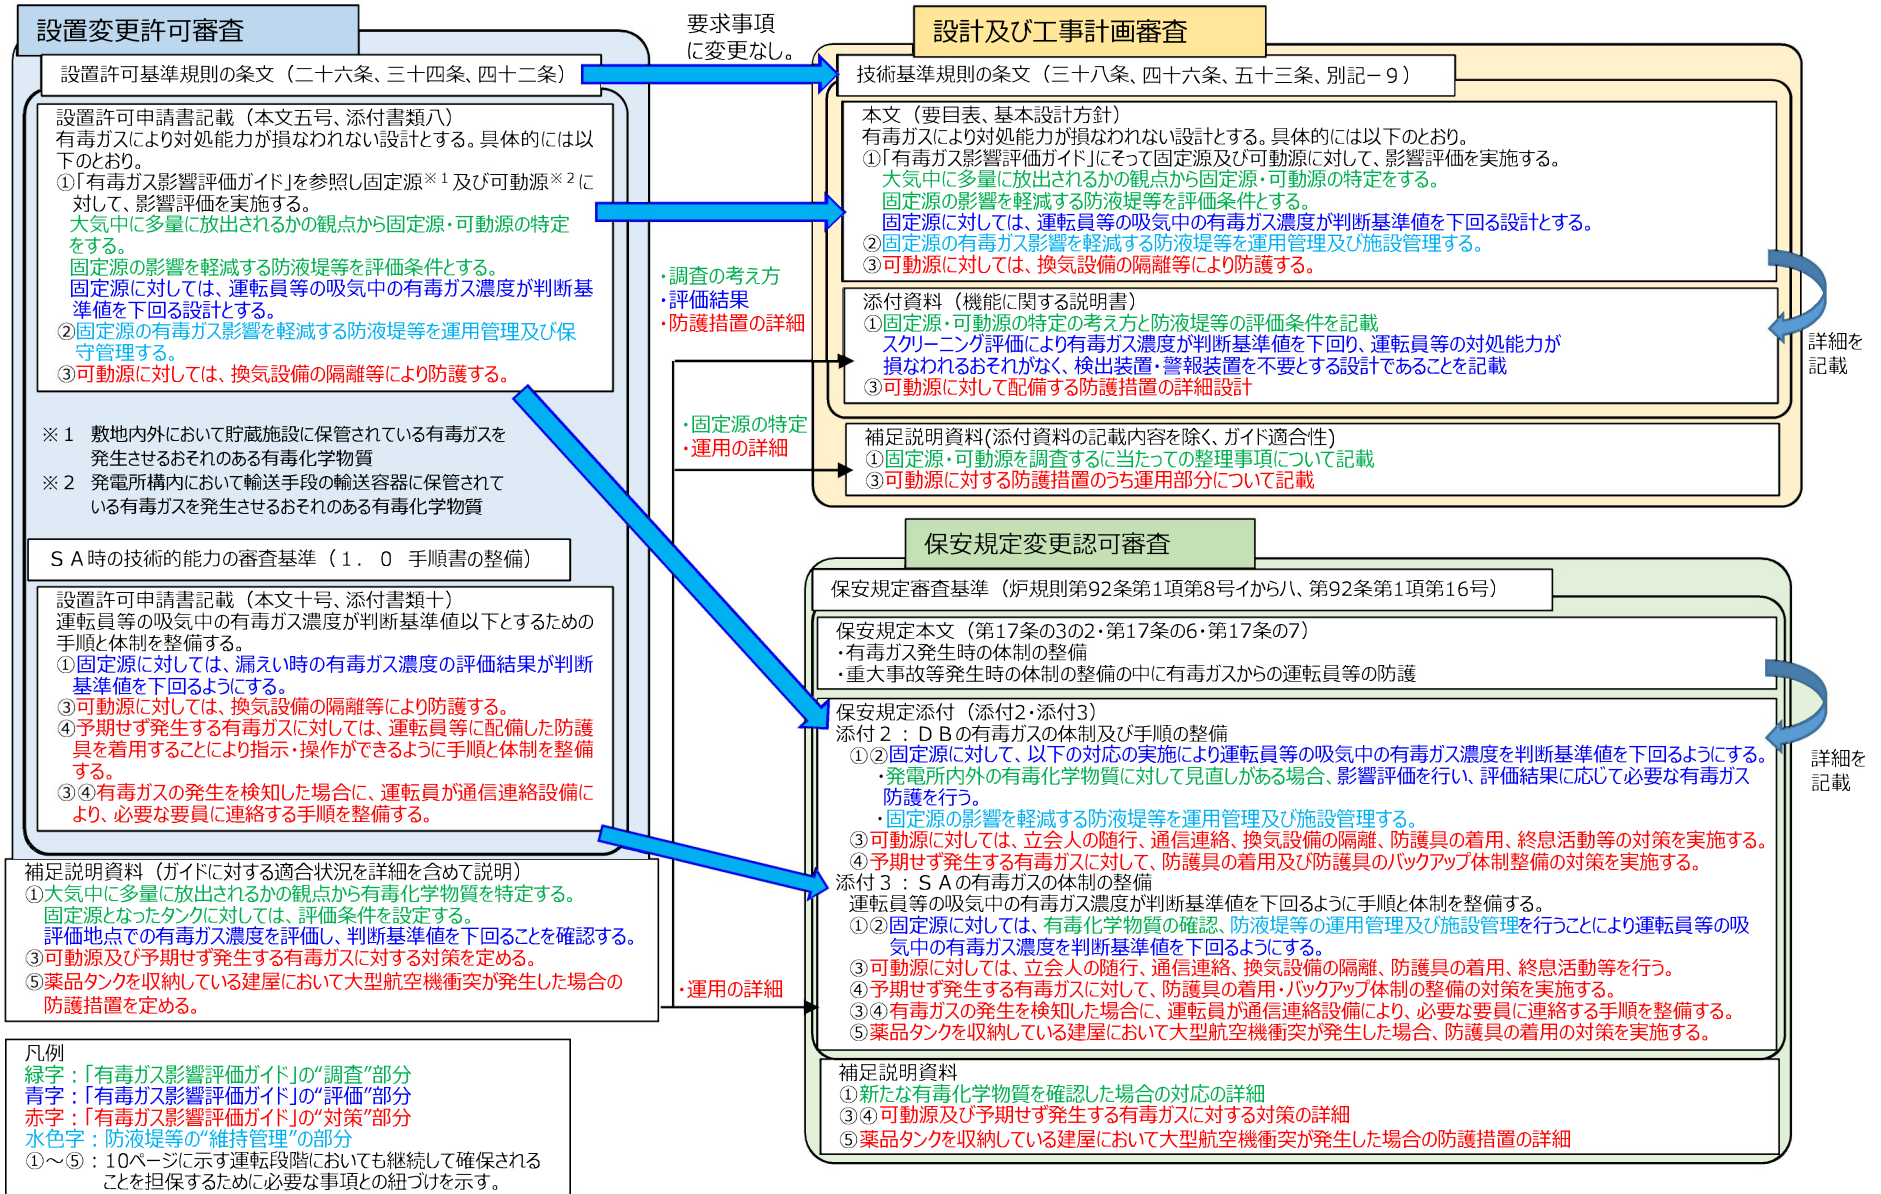 設置変更許可審査
設置許可基準規則の条文（二十六条、三十四条、四十二条）
設置許可申請書記載（本文五号、添付書類八）
有毒ガスにより対処能力が損なわれない設計とする。具体的には以
下のとおり。
①「有毒ガス影響評価ガイド」を参照し固定源※１及び可動源※２に
対して、影響評価を実施する。
大気中に多量に放出されるかの観点から固定源・可動源の特定
をする。
固定源の影響を軽減する防液堤等を評価条件とする。
固定源に対しては、運転員等の吸気中の有毒ガス濃度が判断基
準値を下回る設計とする。
②固定源の有毒ガス影響を軽減する防液堤等を運用管理及び保
守管理する。
③可動源に対しては、換気設備の隔離等により防護する。
※１ 敷地内外において貯蔵施設に保管されている有毒ガスを
発生させるおそれのある有毒化学物質
※２ 発電所構内において輸送手段の輸送容器に保管されて
いる有毒ガスを発生させるおそれのある有毒化学物質
ＳＡ時の技術的能力の審査基準（１．０ 手順書の整備）
設置許可申請書記載（本文十号、添付書類十）
運転員等の吸気中の有毒ガス濃度が判断基準値以下とするための
手順と体制を整備する。
①固定源に対しては、漏えい時の有毒ガス濃度の評価結果が判断
基準値を下回るようにする。
③可動源に対しては、換気設備の隔離等により防護する。
④予期せず発生する有毒ガスに対しては、運転員等に配備した防護
具を着用することにより指示・操作ができるように手順と体制を整備
する。
③④有毒ガスの発生を検知した場合に、運転員が通信連絡設備に
より、必要な要員に連絡する手順を整備する。
補足説明資料（ガイドに対する適合状況を詳細を含めて説明）
①大気中に多量に放出されるかの観点から有毒化学物質を特定する。
固定源となったタンクに対しては、評価条件を設定する。
評価地点での有毒ガス濃度を評価し、判断基準値を下回ることを確認する。
③可動源及び予期せず発生する有毒ガスに対する対策を定める。
⑤薬品タンクを収納している建屋において大型航空機衝突が発生した場合の
防護措置を定める。
凡例
緑字：「有毒ガス影響評価ガイド」の“調査”部分
青字：「有毒ガス影響評価ガイド」の“評価”部分
赤字：「有毒ガス影響評価ガイド」の“対策”部分
水色字：防液堤等の“維持管理”の部分
①～⑤：10ページに示す運転段階においても継続して確保される
ことを担保するために必要な事項との紐づけを示す。
要求事項
に変更なし。
・調査の考え方
・評価結果
・防護措置の詳細
・固定源の特定
・運用の詳細
・運用の詳細
設計及び工事計画審査
技術基準規則の条文（三十八条、四十六条、五十三条、別記－９）
本文（要目表、基本設計方針）
有毒ガスにより対処能力が損なわれない設計とする。具体的には以下のとおり。
①「有毒ガス影響評価ガイド」にそって固定源及び可動源に対して、影響評価を実施する。
大気中に多量に放出されるかの観点から固定源・可動源の特定をする。
固定源の影響を軽減する防液堤等を評価条件とする。
固定源に対しては、運転員等の吸気中の有毒ガス濃度が判断基準値を下回る設計とする。
②固定源の有毒ガス影響を軽減する防液堤等を運用管理及び施設管理する。
③可動源に対しては、換気設備の隔離等により防護する。
添付資料（機能に関する説明書）
①固定源・可動源の特定の考え方と防液堤等の評価条件を記載
スクリーニング評価により有毒ガス濃度が判断基準値を下回り、運転員等の対処能力が
損なわれるおそれがなく、検出装置・警報装置を不要とする設計であることを記載
③可動源に対して配備する防護措置の詳細設計
詳細を
記載
補足説明資料(添付資料の記載内容を除く、ガイド適合性)
①固定源・可動源を調査するに当たっての整理事項について記載
③可動源に対する防護措置のうち運用部分について記載
保安規定変更認可審査
保安規定審査基準（炉規則第92条第1項第8号イからハ、第92条第1項第16号）
保安規定本文（第17条の3の2・第17条の6・第17条の7）
・有毒ガス発生時の体制の整備
・重大事故等発生時の体制の整備の中に有毒ガスからの運転員等の防護
保安規定添付（添付2・添付3）
添付２：ＤＢの有毒ガスの体制及び手順の整備
①②固定源に対して、以下の対応の実施により運転員等の吸気中の有毒ガス濃度を判断基準値を下回るようにする。
・発電所内外の有毒化学物質に対して見直しがある場合、影響評価を行い、評価結果に応じて必要な有毒ガス
防護を行う。
・固定源の影響を軽減する防液堤等を運用管理及び施設管理する。
③可動源に対しては、立会人の随行、通信連絡、換気設備の隔離、防護具の着用、終息活動等の対策を実施する。
④予期せず発生する有毒ガスに対して、防護具の着用及び防護具のバックアップ体制整備の対策を実施する。
添付３：ＳＡの有毒ガスの体制の整備
運転員等の吸気中の有毒ガス濃度が判断基準値を下回るように手順と体制を整備する。
①②固定源に対しては、有毒化学物質の確認、防液堤等の運用管理及び施設管理を行うことにより運転員等の吸
気中の有毒ガス濃度を判断基準値を下回るようにする。
③可動源に対しては、立会人の随行、通信連絡、換気設備の隔離、防護具の着用、終息活動等を行う。
④予期せず発生する有毒ガスに対して、防護具の着用・バックアップ体制の整備の対策を実施する。
③④有毒ガスの発生を検知した場合に、運転員が通信連絡設備により、必要な要員に連絡する手順を整備する。
⑤薬品タンクを収納している建屋において大型航空機衝突が発生した場合、防護具の着用の対策を実施する。
詳細を
記載
補足説明資料
①新たな有毒化学物質を確認した場合の対応の詳細
③④可動源及び予期せず発生する有毒ガスに対する対策の詳細
⑤薬品タンクを収納している建屋において大型航空機衝突が発生した場合の防護措置の詳細